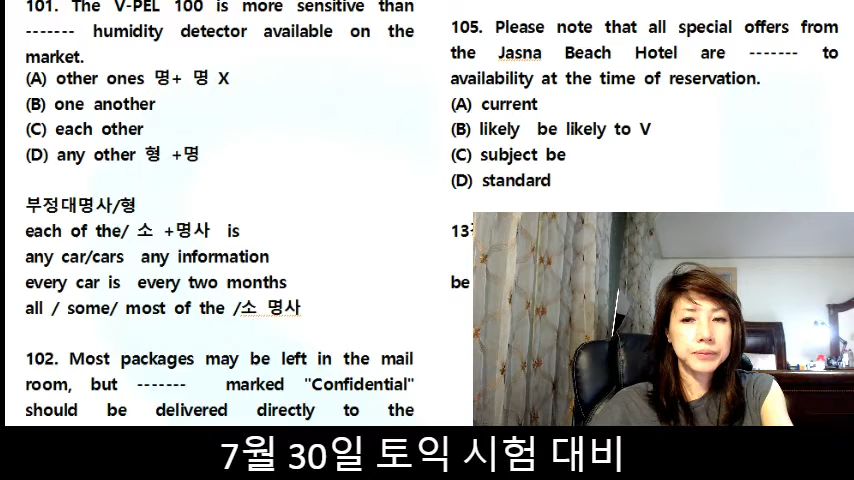 101. The V-PEL 100 is more sensitive than
------- humidity detector available on the
market.
(A) other ones 명+ 명 X
(B) one another
(C) each other
(D) any other 형 +명
부정대명사/형
each of the/ 소 +명사 is
any car/cars any information
every car is every two months
all / some/ most of the /소 명사
102. Most packages may be left in the mail
room, but ------- marked "Confidential"
should be delivered directly to the
105. Please note that all special offers from
the Jasna Beach Hotel are ------- to
availability at the time of reservation.
(A) current
(B) likely be likely to V
(C) subject be
(D) standard
be
7월 30일 토익 시험 대비